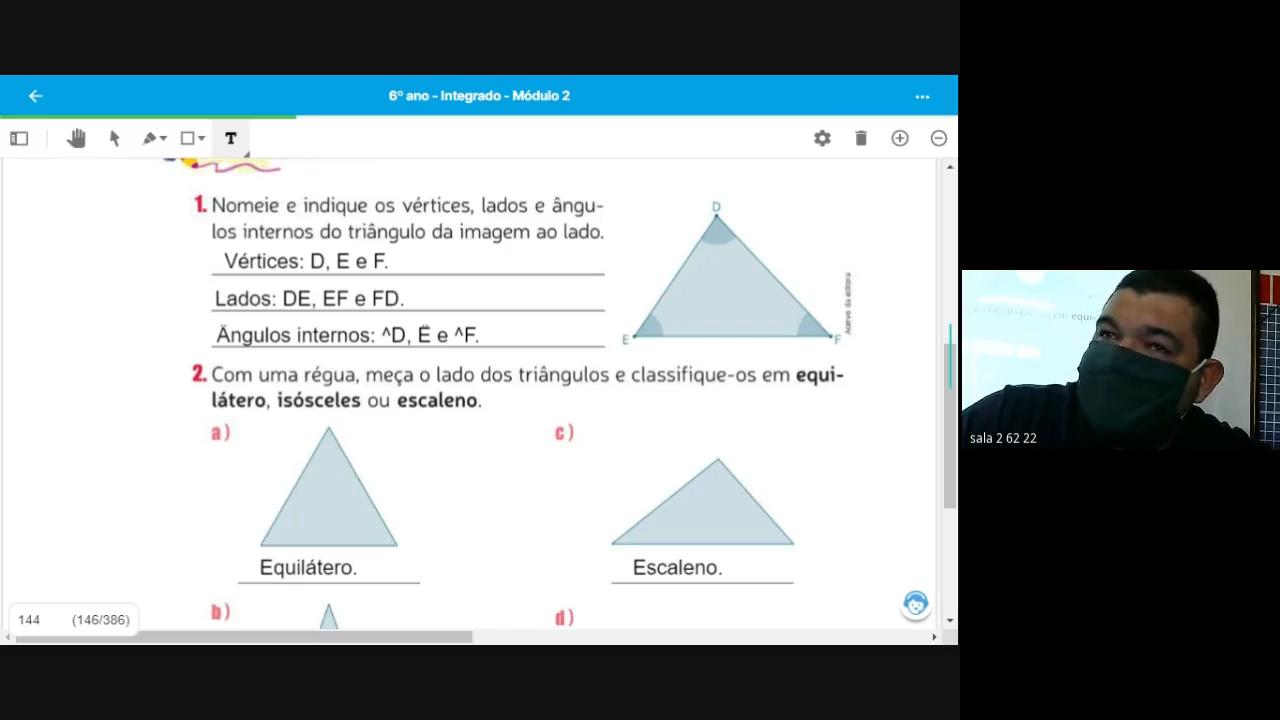 6º ano - Integrado - Módulo 2
T
D
1. Nomeie e indique os vértices, lados e ângu-
los internos do triângulo da imagem ao lado.
Vértices: D, E e F.
Lados: DE, EF e FD.
Ângulos internos: ^D, Ê e ^F.
E
F
Acervo da editora
2. Com uma régua, meça o lado dos triângulos e classifique-os em equi-
látero, isósceles ou escaleno.
a)
c)
Equilátero.
Escaleno.
b)
d)
144 (146/386)
sala 2 62 22